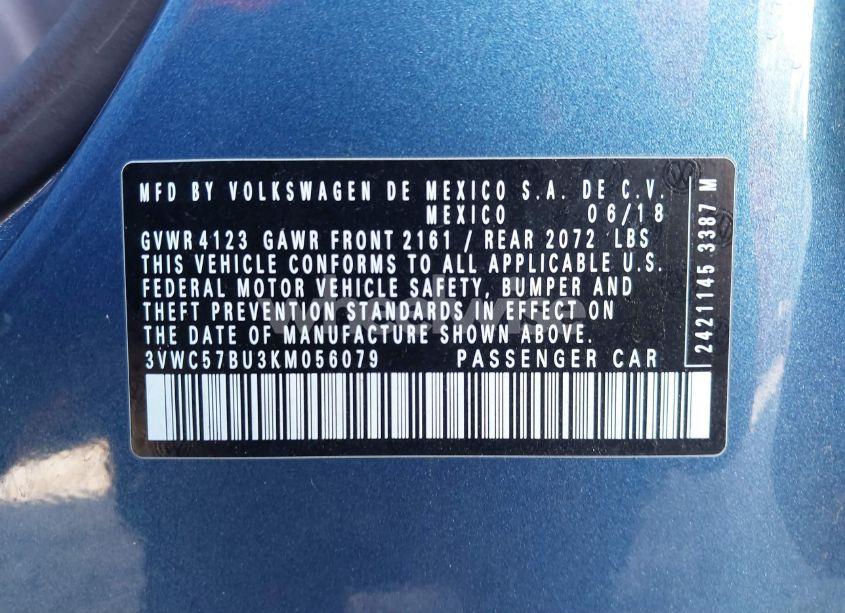 MFD BY VOLKSWAGEN DE MEXICO S.A. DE C.V.
MEXICO 06/18
GVWR 4123 GAWR FRONT 2161 / REAR 2072 LBS
THIS VEHICLE CONFORMS TO ALL APPLICABLE U.S.
FEDERAL MOTOR VEHICLE SAFETY, BUMPER AND
THEFT PREVENTION STANDARDS IN EFFECT ON
THE DATE OF MANUFACTURE SHOWN ABOVE.
3VWC57BU3KM056079 PASSENGER CAR
2421145 3387 M